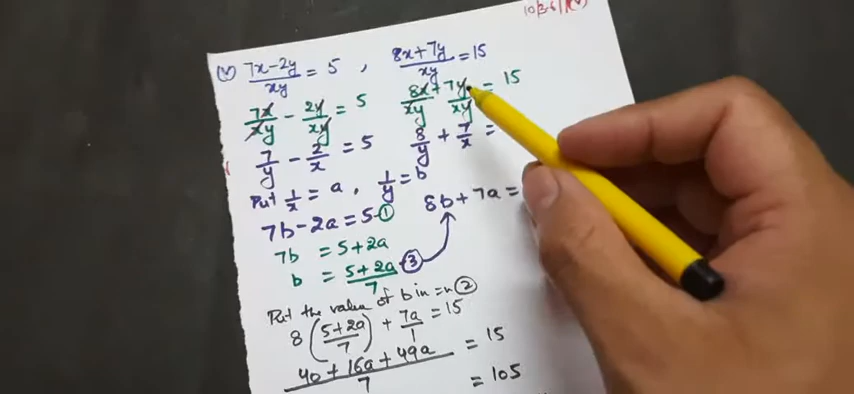 10/3-6/1(V)
(V) 7x-2y/xy = 5 , 8x+7y/xy = 15
7x/xy - 2y/xy = 5 8x/xy + 7y/xy = 15
7/y - 2/x = 5 8/y + 7/x =
Put 1/x = a , 1/y = b
7b-2a=5-① 8b+7a=
7b = 5+2a
b = 5+2a/7 -③
Put the value of b in =n ②
8(5+2a/7) + 7a/1 = 15
40+16a+49a/7 = 15
= 105